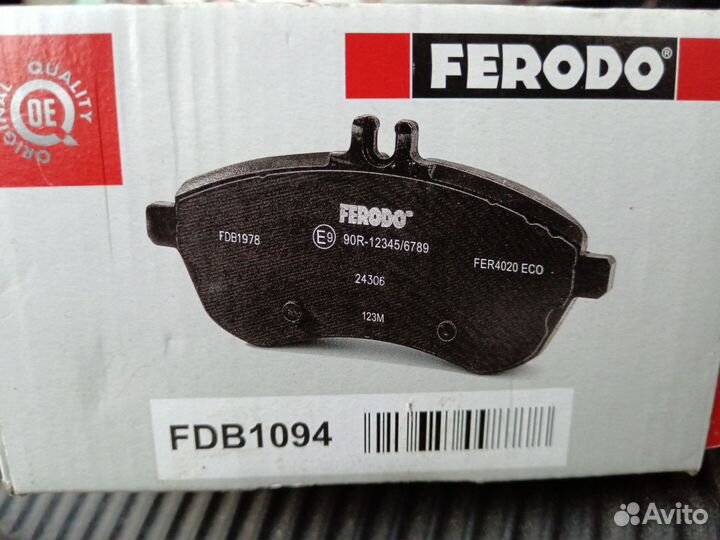 ORIGINAL QUALITY
OE
FERODO®
FERODO
FDB1978
E9 90R-12345/6789
FER4020 ECO
24306
123M
FDB1094
Avito